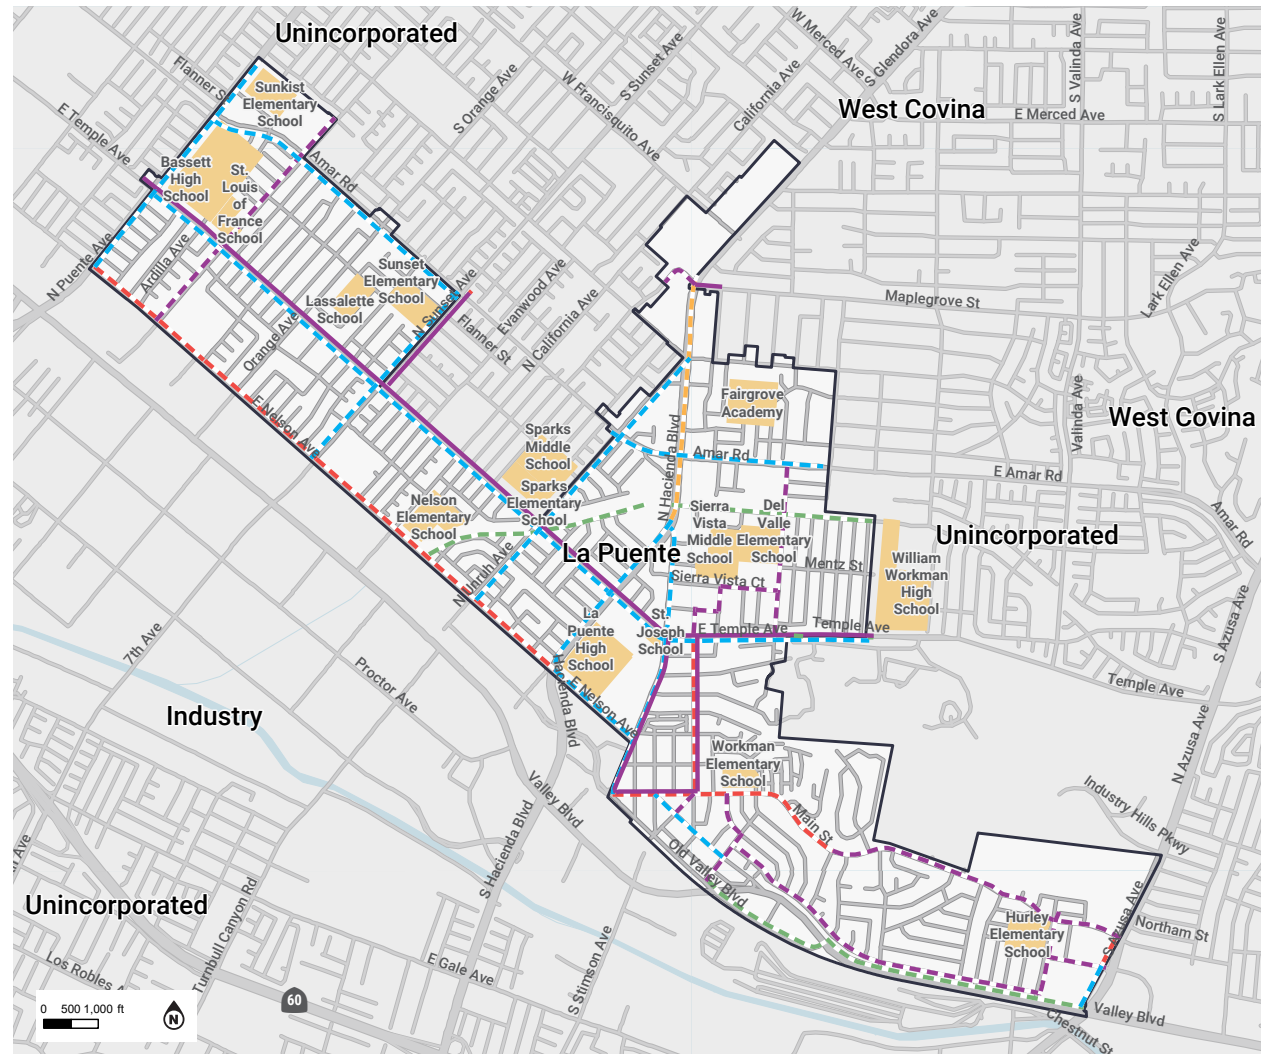 Unincorporated
W Merced Ave
S Glendora Ave
S Valinda Ave
S Lark Ellen Ave
S Sunset Ave
Flanner St
Sunkist
Elementary
School
S Orange Ave
W Francisquito Ave
California Ave
West Covina
E Merced Ave
E Temple Ave
Amar Rd
Bassett
High
School
St.
Louis
of
France
School
N Puente Ave
Ardilla Ave
Sunset
Elementary
School
Lassalette
School
N Sunset Ave
Evanwood Ave
Flanner St
N California Ave
Orange Ave
Maplegrove St
Lark Ellen Ave
Fairgrove
Academy
Valinda Ave
West Covina
E Nelson Ave
Sparks
Middle
School
Sparks
Elementary
School
N Hacienda Blvd
Amar Rd
E Amar Rd
Amar Rd
Nelson
Elementary
School
Sierra
Vista
Middle
School
Del
Valle
Elementary
School
Unincorporated
La Puente
Mentz St
William
Workman
High
School
Sierra Vista Ct
N Unruh Ave
La
Puente
High
School
St.
Joseph
School
E Temple Ave
Temple Ave
S Azusa Ave
7th Ave
Proctor Ave
Hacienda Blvd
E Nelson Ave
Temple Ave
Industry
N Azusa Ave
Workman
Elementary
School
Valley Blvd
Main St
Industry Hills Pkwy
S Hacienda Blvd
Old Valley Blvd
Unincorporated
Turnbull Canyon Rd
Hurley
Elementary
School
S Azusa Ave
Northam St
Los Robles A
E Gale Ave
S Stimson Ave
60
0 500 1,000 ft
N
Valley Blvd
Chestnut St